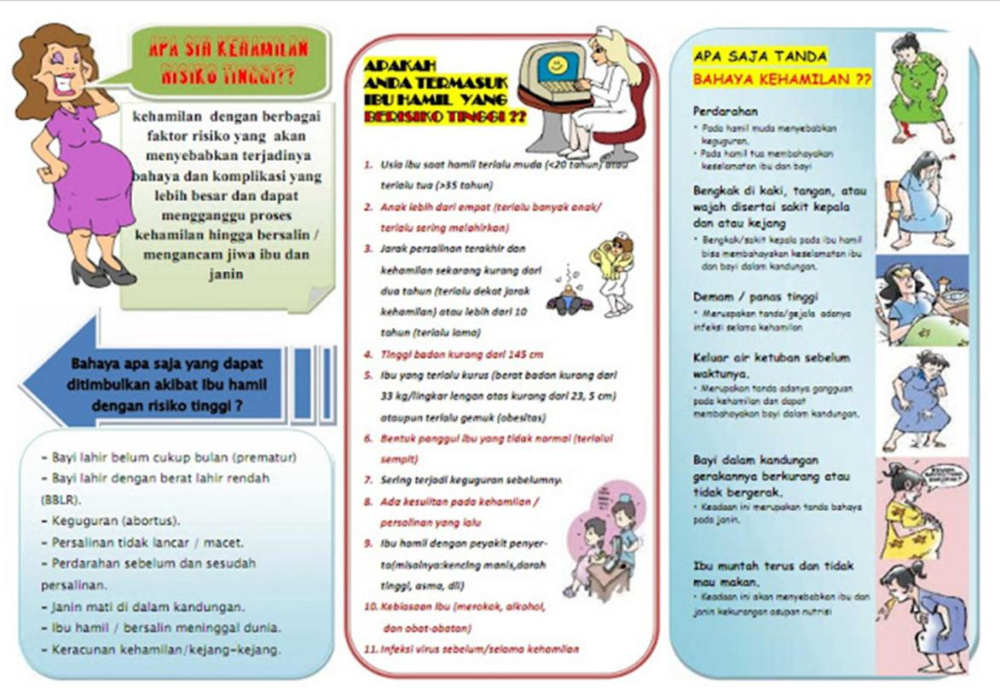 APA SIH KEHAMILAN
RISIKO TINGGI??
kehamilan dengan berbagai
faktor risiko yang akan
menyebabkan terjadinya
bahaya dan komplikasi yang
lebih besar dan dapat
mengganggu proses
kehamilan hingga bersalin /
mengancam jiwa ibu dan
janin
Bahaya apa saja yang dapat
ditimbulkan akibat ibu hamil
dengan risiko tinggi ?
- Bayi lahir belum cukup bulan (prematur)
- Bayi lahir dengan berat lahir rendah
(BBLR).
- Keguguran (abortus).
- Persalinan tidak lancar / macet.
- Perdarahan sebelum dan sesudah
persalinan.
- Janin mati di dalam kandungan.
- Ibu hamil / bersalin meninggal dunia.
- Keracunan kehamilan/kejang-kejang.
APAKAH
ANDA TERMASUK
IBU HAMIL YANG
BERISIKO TINGGI ??
1. Usia ibu saat hamil terlalu muda (<20 tahun) atau
terlalu tua (>35 tahun)
2. Anak lebih dari empat (terlalu banyak anak/
terlalu sering melahirkan)
3. Jarak persalinan terakhir dan
kehamilan sekarang kurang dari
dua tahun (terlalu dekat jarak
kehamilan) atau lebih dari 10
tahun (terlalu lama)
4. Tinggi badan kurang dari 145 cm
5. Ibu yang terlalu kurus (berat badan kurang dari
33 kg/lingkar lengan atas kurang dari 23, 5 cm)
ataupun terlalu gemuk (obesitas)
6. Bentuk panggul ibu yang tidak normal (terlalui
sempit)
7. Sering terjadi keguguran sebelumny
8. Ada kesulitan pada kehamilan /
persalinan yang lalu
9. Ibu hamil dengan peyakit penyer-
ta(misalnya:kencing manis,darah
tinggi, asma, dll)
10. Kebiasaan ibu (merokok, alkohol,
dan obat-obatan)
11. Infeksi virus sebelum/selama kehamilan
APA SAJA TANDA
BAHAYA KEHAMILAN ??
Perdarahan
• Pada hamil muda menyebabkan
keguguran.
• Pada hamil tua membahayakan
keselamatan ibu dan bayi
Bengkak di kaki, tangan, atau
wajah disertai sakit kepala
dan atau kejang
• Bengkak/sakit kepala pada ibu hamil
bisa membahayakan keselamatan ibu
dan bayi dalam kandungan.
Demam / panas tinggi
• Merupakan tanda/gejala adanya
infeksi selama kehamilan
Keluar air ketuban sebelum
waktunya.
• Merupakan tanda adanya gangguan
pada kehamilan dan dapat
membahayakan bayi dalam kandungan.
Bayi dalam kandungan
gerakannya berkurang atau
tidak bergerak.
• Keadaan ini merupakan tanda bahaya
pada janin.
Ibu muntah terus dan tidak
mau makan.
• Keadaan ini akan menyebabkan ibu dan
janin kekurangan asupan nutrisi